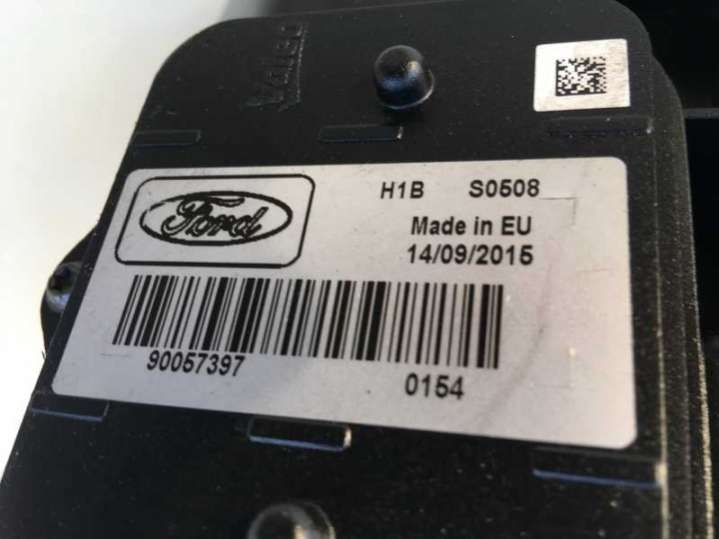 Valeo
Ford
H1B S0508
Made in EU
14/09/2015
90057397
0154